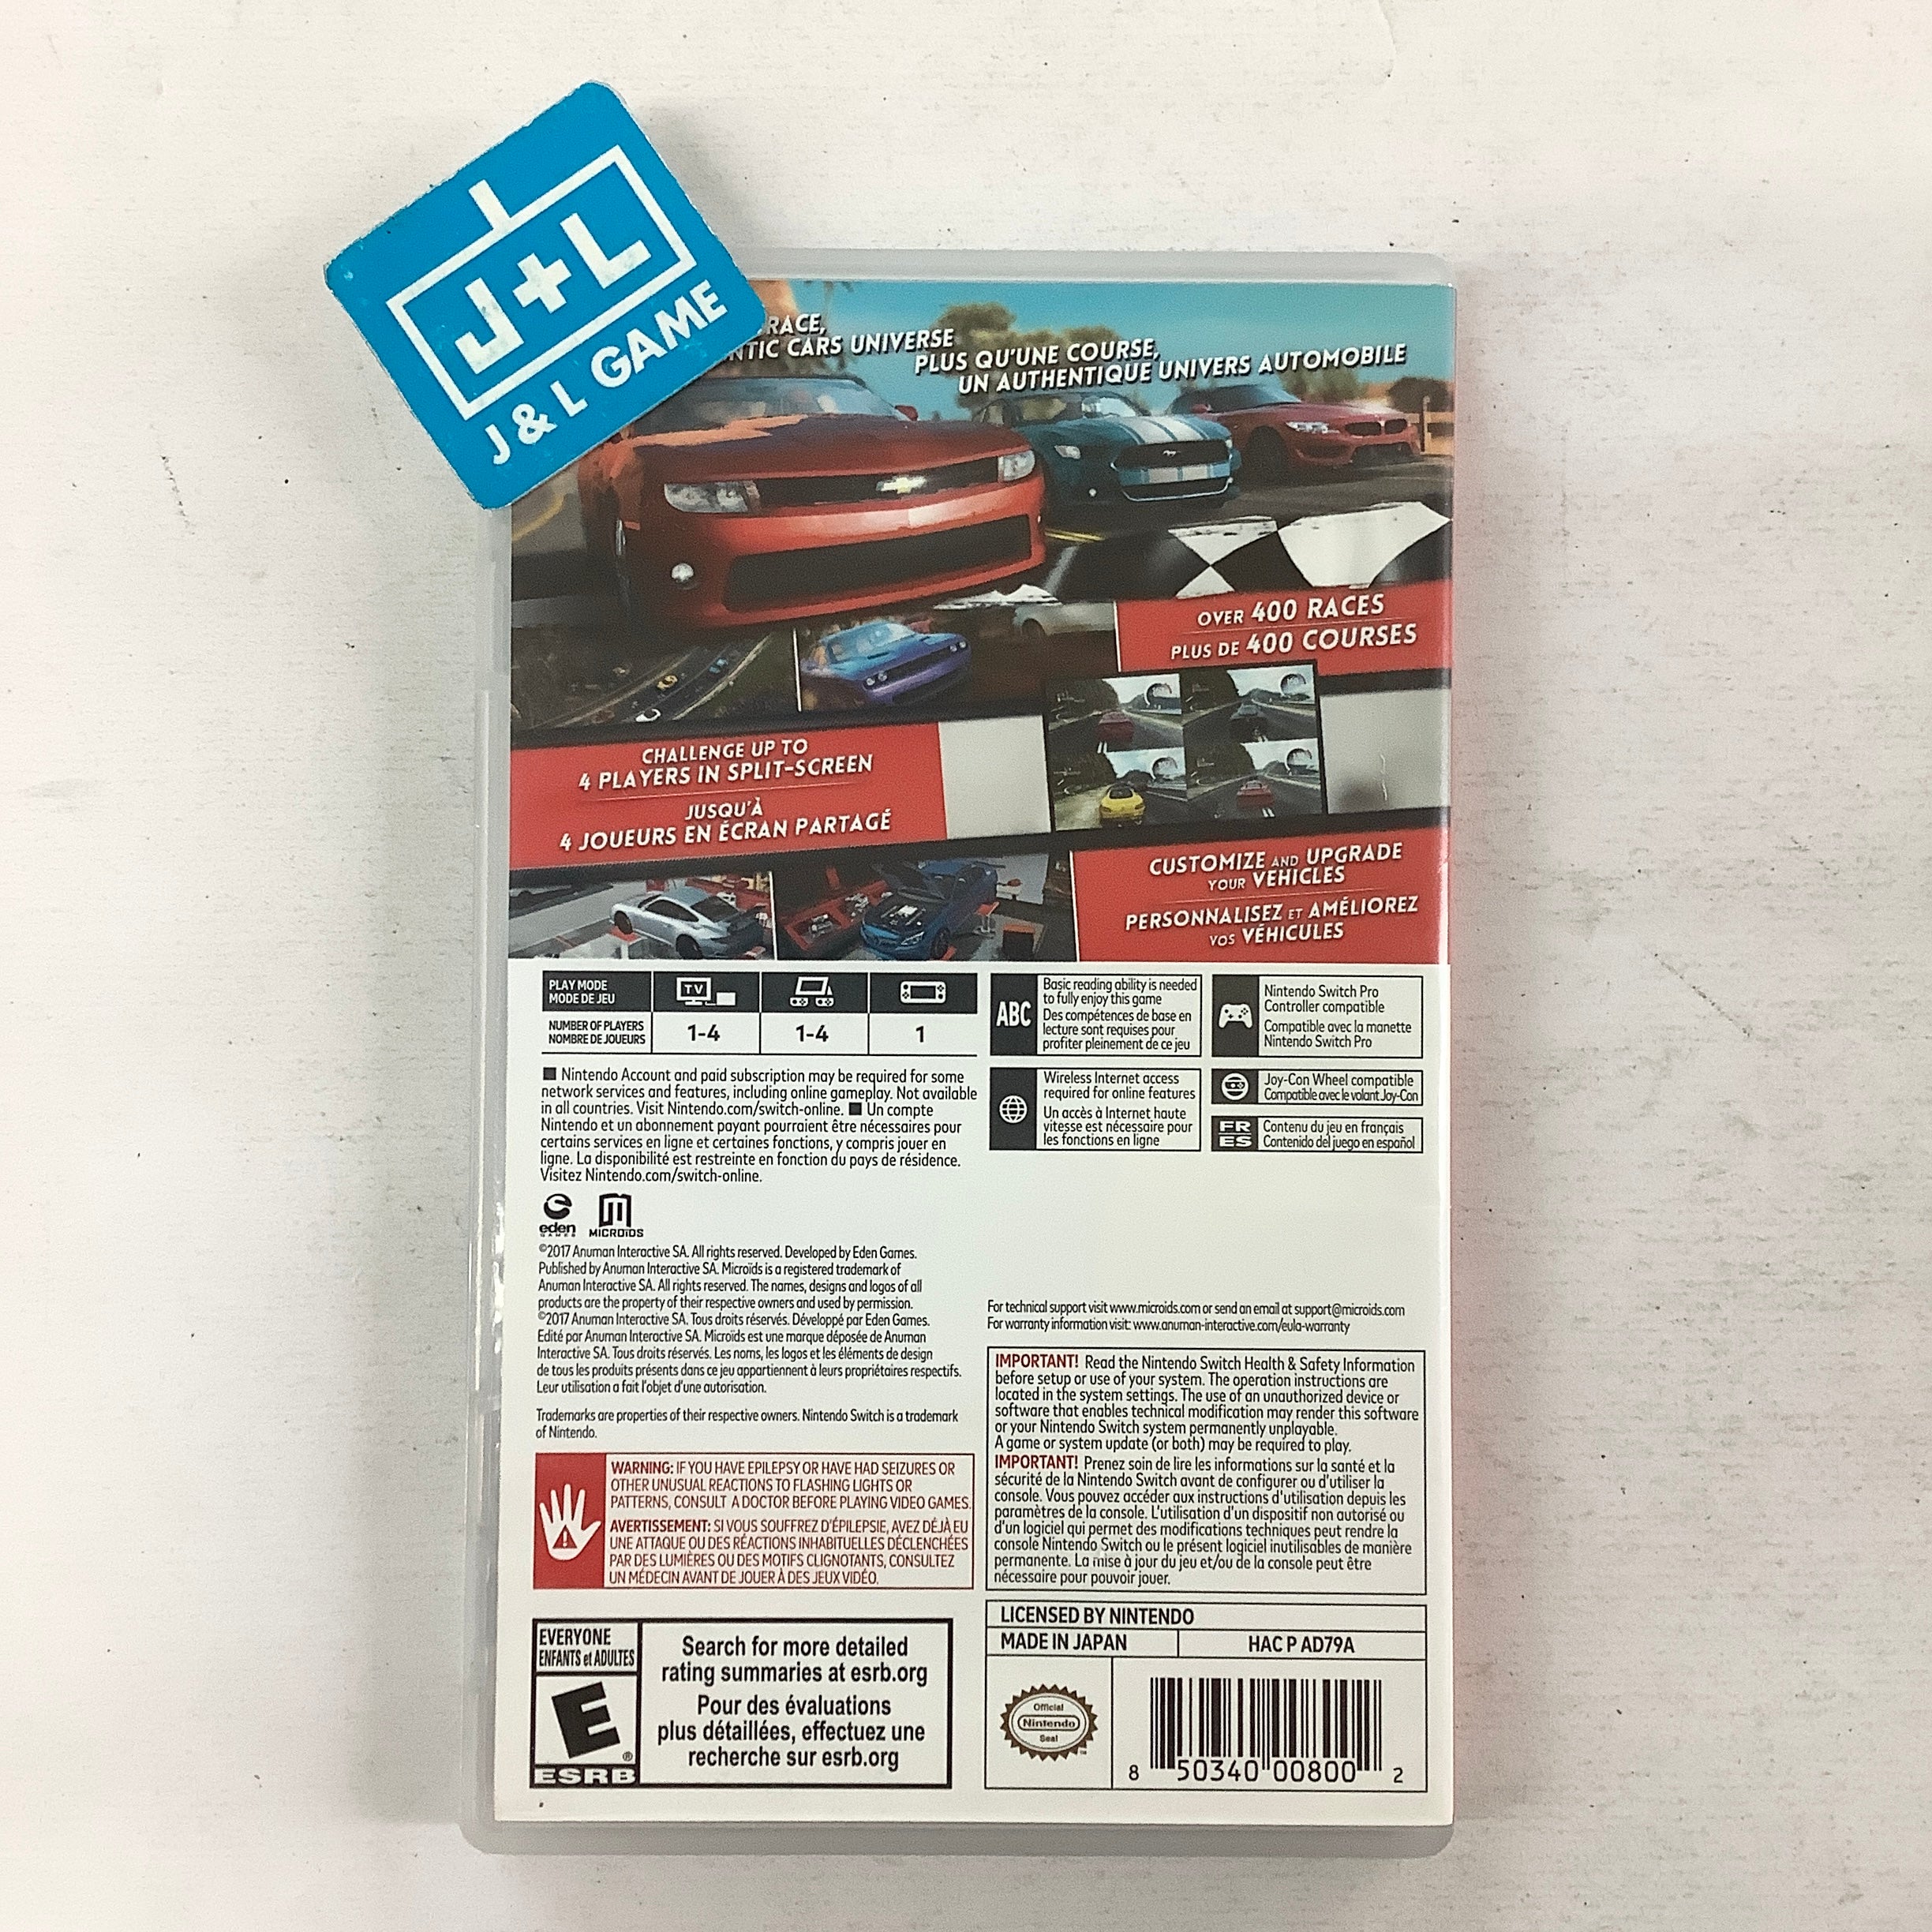 J+L
J & L GAME
RACE,
CARS UNIVERSE
PLUS QU'UNE COURSE,
UN AUTHENTIQUE UNIVERS AUTOMOBILE
OVER 400 RACES
PLUS DE 400 COURSES
CHALLENGE UP TO
4 PLAYERS IN SPLIT-SCREEN
JUSQU'À
4 JOUEURS EN ÉCRAN PARTAGÉ
CUSTOMIZE AND UPGRADE
YOUR VEHICLES
PERSONNALISEZ ET AMÉLIOREZ
VOS VÉHICULES
PLAY MODE
MODE DE JEU
TV
NUMBER OF PLAYERS
NOMBRE DE JOUEURS
1-4
1-4
1
ABC
Basic reading ability is needed
to fully enjoy this game
Des compétences de base en
lecture sont requises pour
profiter pleinement de ce jeu
Nintendo Switch Pro
Controller compatible
Compatible avec la manette
Nintendo Switch Pro
Wireless Internet access
required for online features
Un accès à Internet haute
vitesse est nécessaire pour
les fonctions en ligne
Joy-Con Wheel compatible
Compatible avec le volant Joy-Con
FR
ES
Contenu du jeu en français
Contenido del juego en español
■ Nintendo Account and paid subscription may be required for some
network services and features, including online gameplay. Not available
in all countries. Visit Nintendo.com/switch-online. ■ Un compte
Nintendo et un abonnement payant pourraient être nécessaires pour
certains services en ligne et certaines fonctions, y compris jouer en
ligne. La disponibilité est restreinte en fonction du pays de résidence.
Visitez Nintendo.com/switch-online.
eden
GAMES
MICROÏDS
©2017 Anuman Interactive SA. All rights reserved. Developed by Eden Games.
Published by Anuman Interactive SA. Microïds is a registered trademark of
Anuman Interactive SA. All rights reserved. The names, designs and logos of all
products are the property of their respective owners and used by permission.
©2017 Anuman Interactive SA. Tous droits réservés. Développé par Eden Games.
Edité par Anuman Interactive SA. Microïds est une marque déposée de Anuman
Interactive SA. Tous droits réservés. Les noms, les logos et les éléments de design
de tous les produits présents dans ce jeu appartiennent à leurs propriétaires respectifs.
Leur utilisation a fait l'objet d'une autorisation.
Trademarks are properties of their respective owners. Nintendo Switch is a trademark
of Nintendo.
For technical support visit www.microids.com or send an email at support@microids.com
For warranty information visit: www.anuman-interactive.com/eula-warranty
WARNING: IF YOU HAVE EPILEPSY OR HAVE HAD SEIZURES OR
OTHER UNUSUAL REACTIONS TO FLASHING LIGHTS OR
PATTERNS, CONSULT A DOCTOR BEFORE PLAYING VIDEO GAMES.
AVERTISSEMENT: SI VOUS SOUFFREZ D'ÉPILEPSIE, AVEZ DÉJÀ EU
UNE ATTAQUE OU DES RÉACTIONS INHABITUELLES DÉCLENCHÉES
PAR DES LUMIÈRES OU DES MOTIFS CLIGNOTANTS, CONSULTEZ
UN MÉDECIN AVANT DE JOUER À DES JEUX VIDÉO.
IMPORTANT! Read the Nintendo Switch Health & Safety Information
before setup or use of your system. The operation instructions are
located in the system settings. The use of an unauthorized device or
software that enables technical modification may render this software
or your Nintendo Switch system permanently unplayable.
A game or system update (or both) may be required to play.
IMPORTANT! Prenez soin de lire les informations sur la santé et la
sécurité de la Nintendo Switch avant de configurer ou d'utiliser la
console. Vous pouvez accéder aux instructions d'utilisation depuis les
paramètres de la console. L'utilisation d'un dispositif non autorisé ou
d'un logiciel qui permet des modifications techniques peut rendre la
console Nintendo Switch ou le présent logiciel inutilisables de manière
permanente. La mise à jour du jeu et/ou de la console peut être
nécessaire pour pouvoir jouer.
EVERYONE
ENFANTS et ADULTES
E
®
ESRB
Search for more detailed
rating summaries at esrb.org
Pour des évaluations
plus détaillées, effectuez une
recherche sur esrb.org
LICENSED BY NINTENDO
MADE IN JAPAN
HAC P AD79A
Official
Nintendo
Seal
8 50340 00800 2